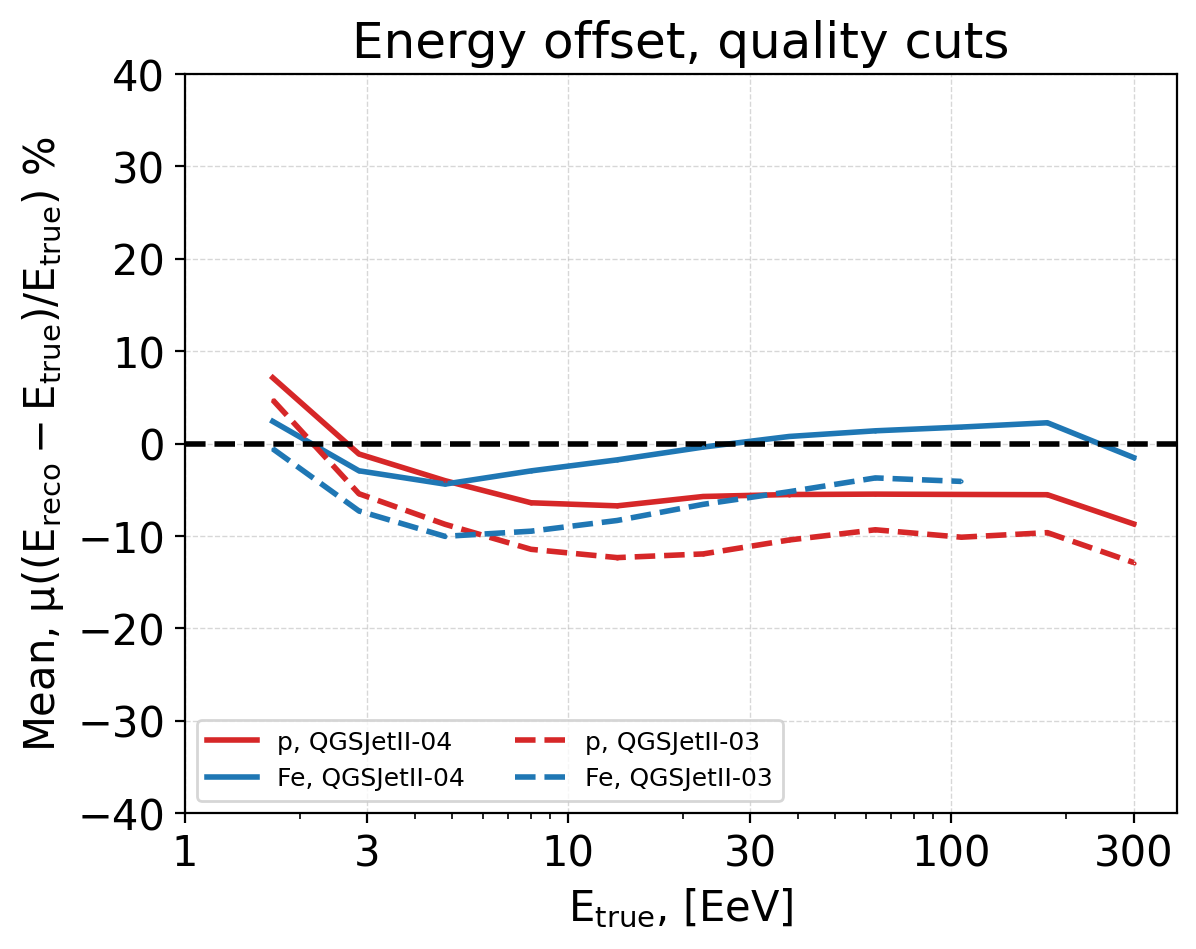 Energy offset, quality cuts
Mean, μ((E_reco − E_true)/E_true) %
40
30
20
10
0
−10
−20
−30
−40
p, QGSJetII-04
Fe, QGSJetII-04
p, QGSJetII-03
Fe, QGSJetII-03
1
3
10
30
100
300
E_true, [EeV]